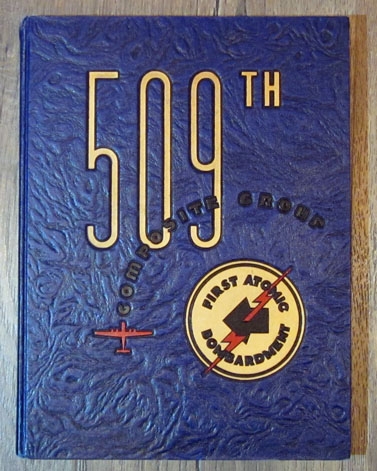 509TH
COMPOSITE GROUP
FIRST ATOMIC
BOMBARDMENT